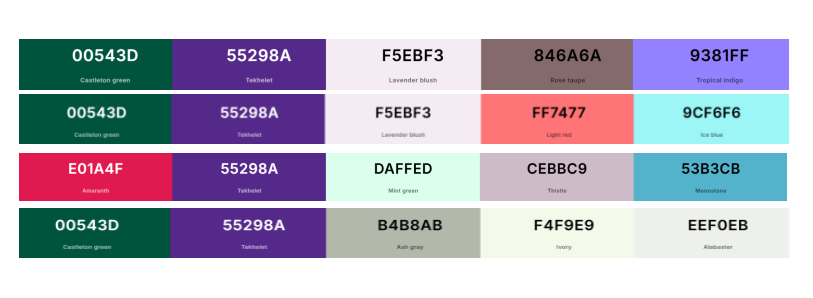 00543D 55298A F5EBF3 846A6A 9381FF
Castleton green Tekhelet Lavender blush Rose taupe Tropical indigo
00543D 55298A F5EBF3 FF7477 9CF6F6
Castleton green Tekhelet Lavender blush Light red Ice blue
E01A4F 55298A DAFFED CEBBC9 53B3CB
Amaranth Tekhelet Mint green Thistle Moonstone
00543D 55298A B4B8AB F4F9E9 EEF0EB
Castleton green Tekhelet Ash gray Ivory Alabaster